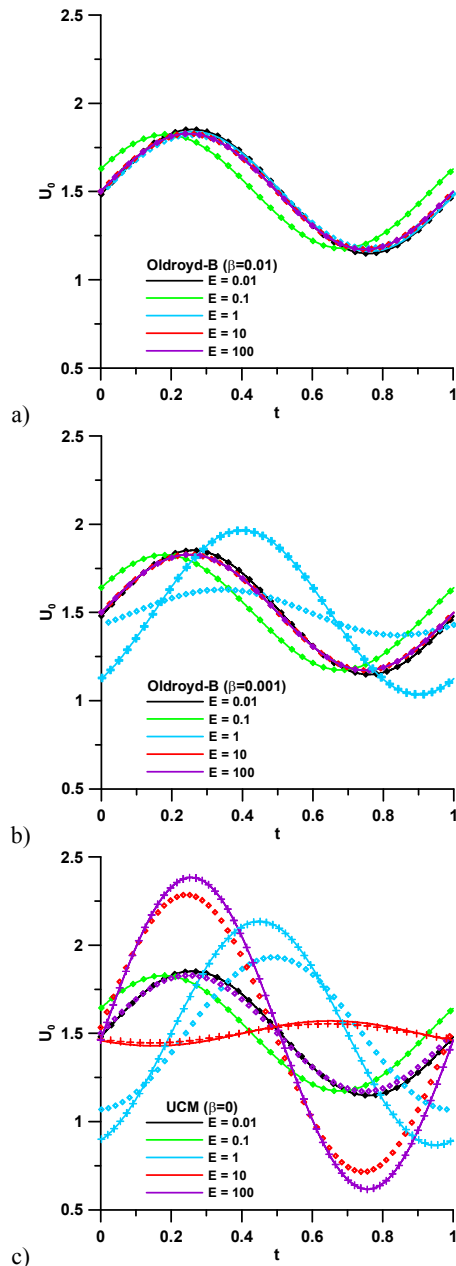 2.5
2
U0
1.5
1
0.5
Oldroyd-B (β=0.01)
E = 0.01
E = 0.1
E = 1
E = 10
E = 100
0 0.2 0.4 0.6 0.8 1
t
a)
2.5
2
U0
1.5
1
0.5
Oldroyd-B (β=0.001)
E = 0.01
E = 0.1
E = 1
E = 10
E = 100
0 0.2 0.4 0.6 0.8 1
t
b)
2.5
2
U0
1.5
1
0.5
UCM (β=0)
E = 0.01
E = 0.1
E = 1
E = 10
E = 100
0 0.2 0.4 0.6 0.8 1
t
c)